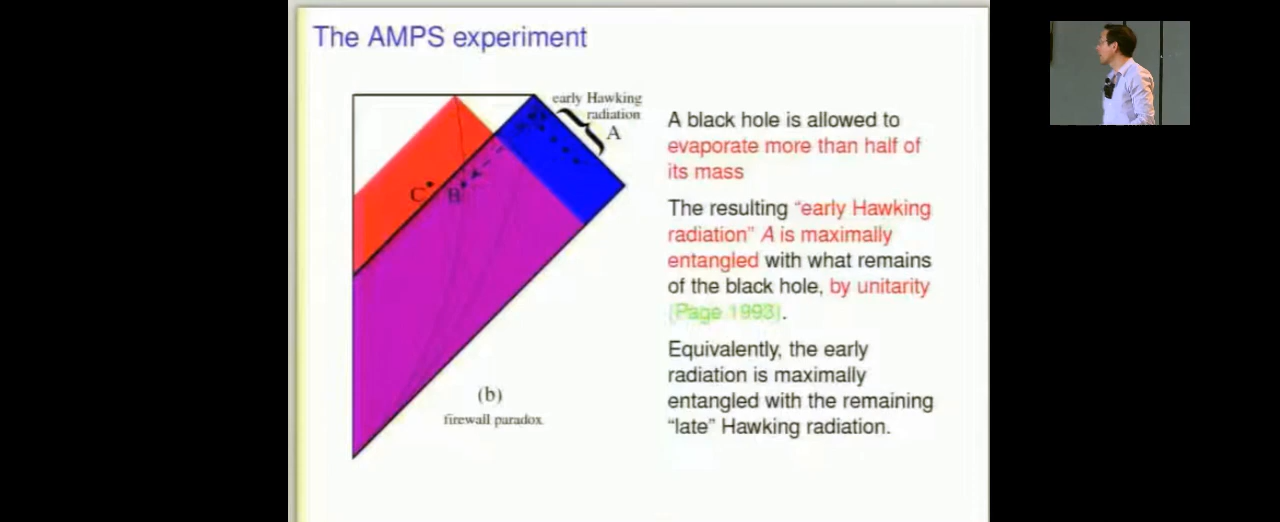 The AMPS experiment
early Hawking
radiation
A
C
B
(b)
firewall paradox
A black hole is allowed to
evaporate more than half of
its mass
The resulting “early Hawking
radiation” A is maximally
entangled with what remains
of the black hole, by unitarity
[Page 1993].
Equivalently, the early
radiation is maximally
entangled with the remaining
“late” Hawking radiation.